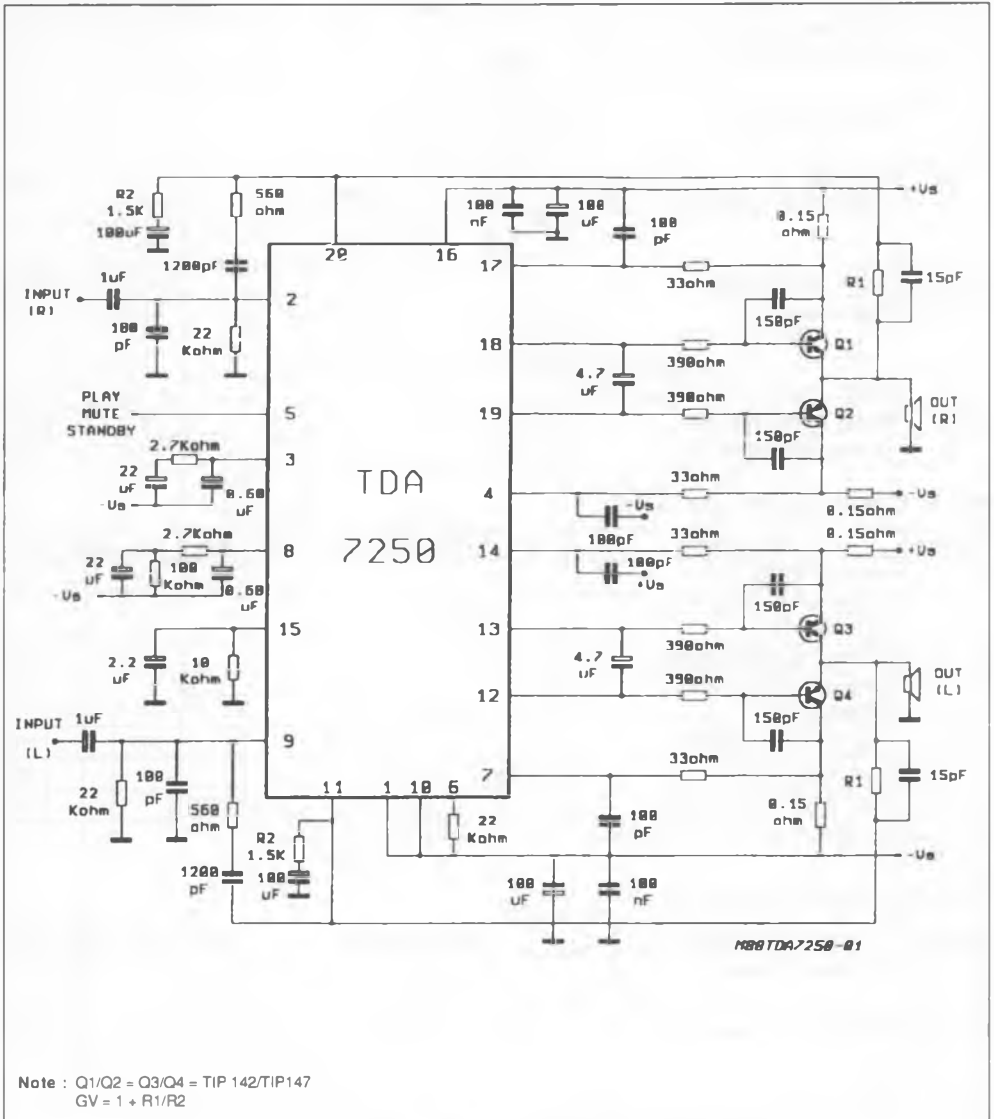 R2
1.5K
100uF
560
ohm
1200pF
1uF
INPUT
(R)
100
pF
22
Kohm
PLAY
MUTE
STANDBY
2.7Kohm
22
uF
0.68
uF
-Vs
2.7Kohm
22
uF
100
Kohm
0.68
uF
-Vs
2.2
uF
10
Kohm
1uF
INPUT
(L)
22
Kohm
100
pF
560
ohm
1200
pF
R2
1.5K
100
uF
20
16
2
17
18
5
19
3
TDA
7250
4
8
14
15
13
12
9
7
11
1
10
6
22
Kohm
100
nF
100
uF
100
pF
0.15
ohm
+Vs
33ohm
R1
15pF
150pF
390ohm
Q1
4.7
uF
390ohm
Q2
OUT
(R)
150pF
33ohm
-Vs
0.15ohm
-Vs
100pF
33ohm
0.15ohm
+Vs
100pF
+Vs
150pF
390ohm
Q3
4.7
uF
390ohm
Q4
OUT
(L)
150pF
33ohm
R1
15pF
100
pF
0.15
ohm
-Vs
100
uF
100
nF
M88TDA7250-01
Note : Q1/Q2 = Q3/Q4 = TIP 142/TIP147
GV = 1 + R1/R2